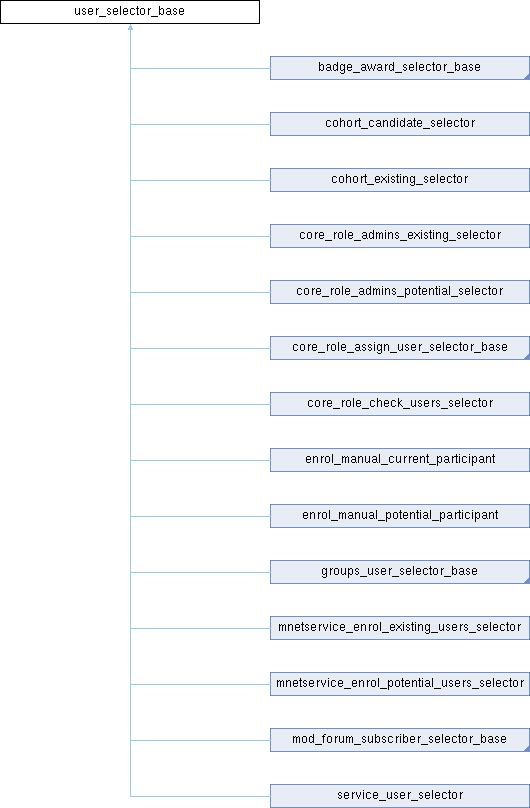 user_selector_base
badge_award_selector_base
cohort_candidate_selector
cohort_existing_selector
core_role_admins_existing_selector
core_role_admins_potential_selector
core_role_assign_user_selector_base
core_role_check_users_selector
enrol_manual_current_participant
enrol_manual_potential_participant
groups_user_selector_base
mnetservice_enrol_existing_users_selector
mnetservice_enrol_potential_users_selector
mod_forum_subscriber_selector_base
service_user_selector